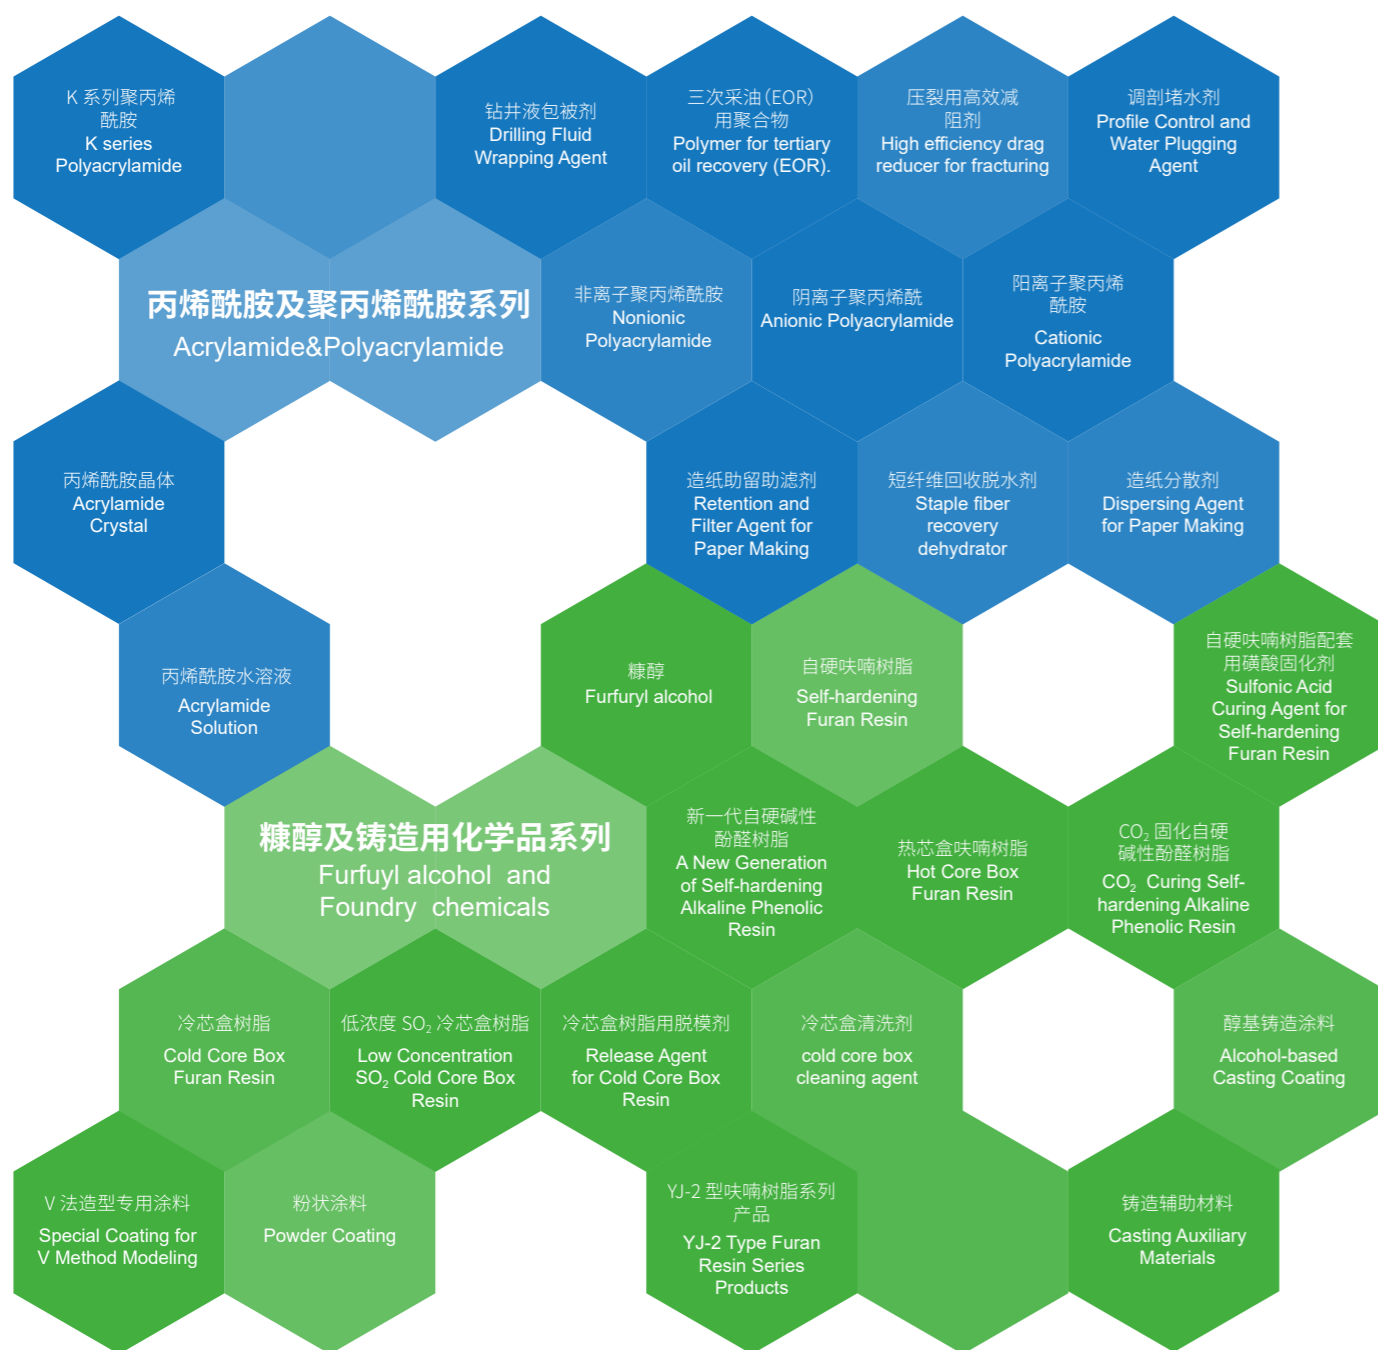 K 系列聚丙烯
酰胺
K series
Polyacrylamide
钻井液包被剂
Drilling Fluid
Wrapping Agent
三次采油（EOR）
用聚合物
Polymer for tertiary
oil recovery (EOR).
压裂用高效减
阻剂
High efficiency drag
reducer for fracturing
调剖堵水剂
Profile Control and
Water Plugging
Agent
丙烯酰胺及聚丙烯酰胺系列
Acrylamide&Polyacrylamide
非离子聚丙烯酰胺
Nonionic
Polyacrylamide
阴离子聚丙烯酰
Anionic Polyacrylamide
阳离子聚丙烯
酰胺
Cationic
Polyacrylamide
丙烯酰胺晶体
Acrylamide
Crystal
造纸助留助滤剂
Retention and
Filter Agent for
Paper Making
短纤维回收脱水剂
Staple fiber
recovery
dehydrator
造纸分散剂
Dispersing Agent
for Paper Making
丙烯酰胺水溶液
Acrylamide
Solution
糠醇
Furfuryl alcohol
自硬呋喃树脂
Self-hardening
Furan Resin
自硬呋喃树脂配套
用磺酸固化剂
Sulfonic Acid
Curing Agent for
Self-hardening
Furan Resin
糠醇及铸造用化学品系列
Furfuyl alcohol and
Foundry chemicals
新一代自硬碱性
酚醛树脂
A New Generation
of Self-hardening
Alkaline Phenolic
Resin
热芯盒呋喃树脂
Hot Core Box
Furan Resin
CO₂ 固化自硬
碱性酚醛树脂
CO₂ Curing Self-
hardening Alkaline
Phenolic Resin
冷芯盒树脂
Cold Core Box
Furan Resin
低浓度 SO₂ 冷芯盒树脂
Low Concentration
SO₂ Cold Core Box
Resin
冷芯盒树脂用脱模剂
Release Agent
for Cold Core Box
Resin
冷芯盒清洗剂
cold core box
cleaning agent
醇基铸造涂料
Alcohol-based
Casting Coating
V 法造型专用涂料
Special Coating for
V Method Modeling
粉状涂料
Powder Coating
YJ-2 型呋喃树脂系列
产品
YJ-2 Type Furan
Resin Series
Products
铸造辅助材料
Casting Auxiliary
Materials